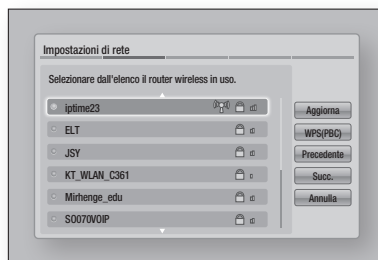 Impostazioni di rete
Selezionare dall'elenco il router wireless in uso.
iptime23
ELT
JSY
KT_WLAN_C361
Mirhenge_edu
SO070VOIP
Aggiorna
WPS(PBC)
Precedente
Succ.
Annulla